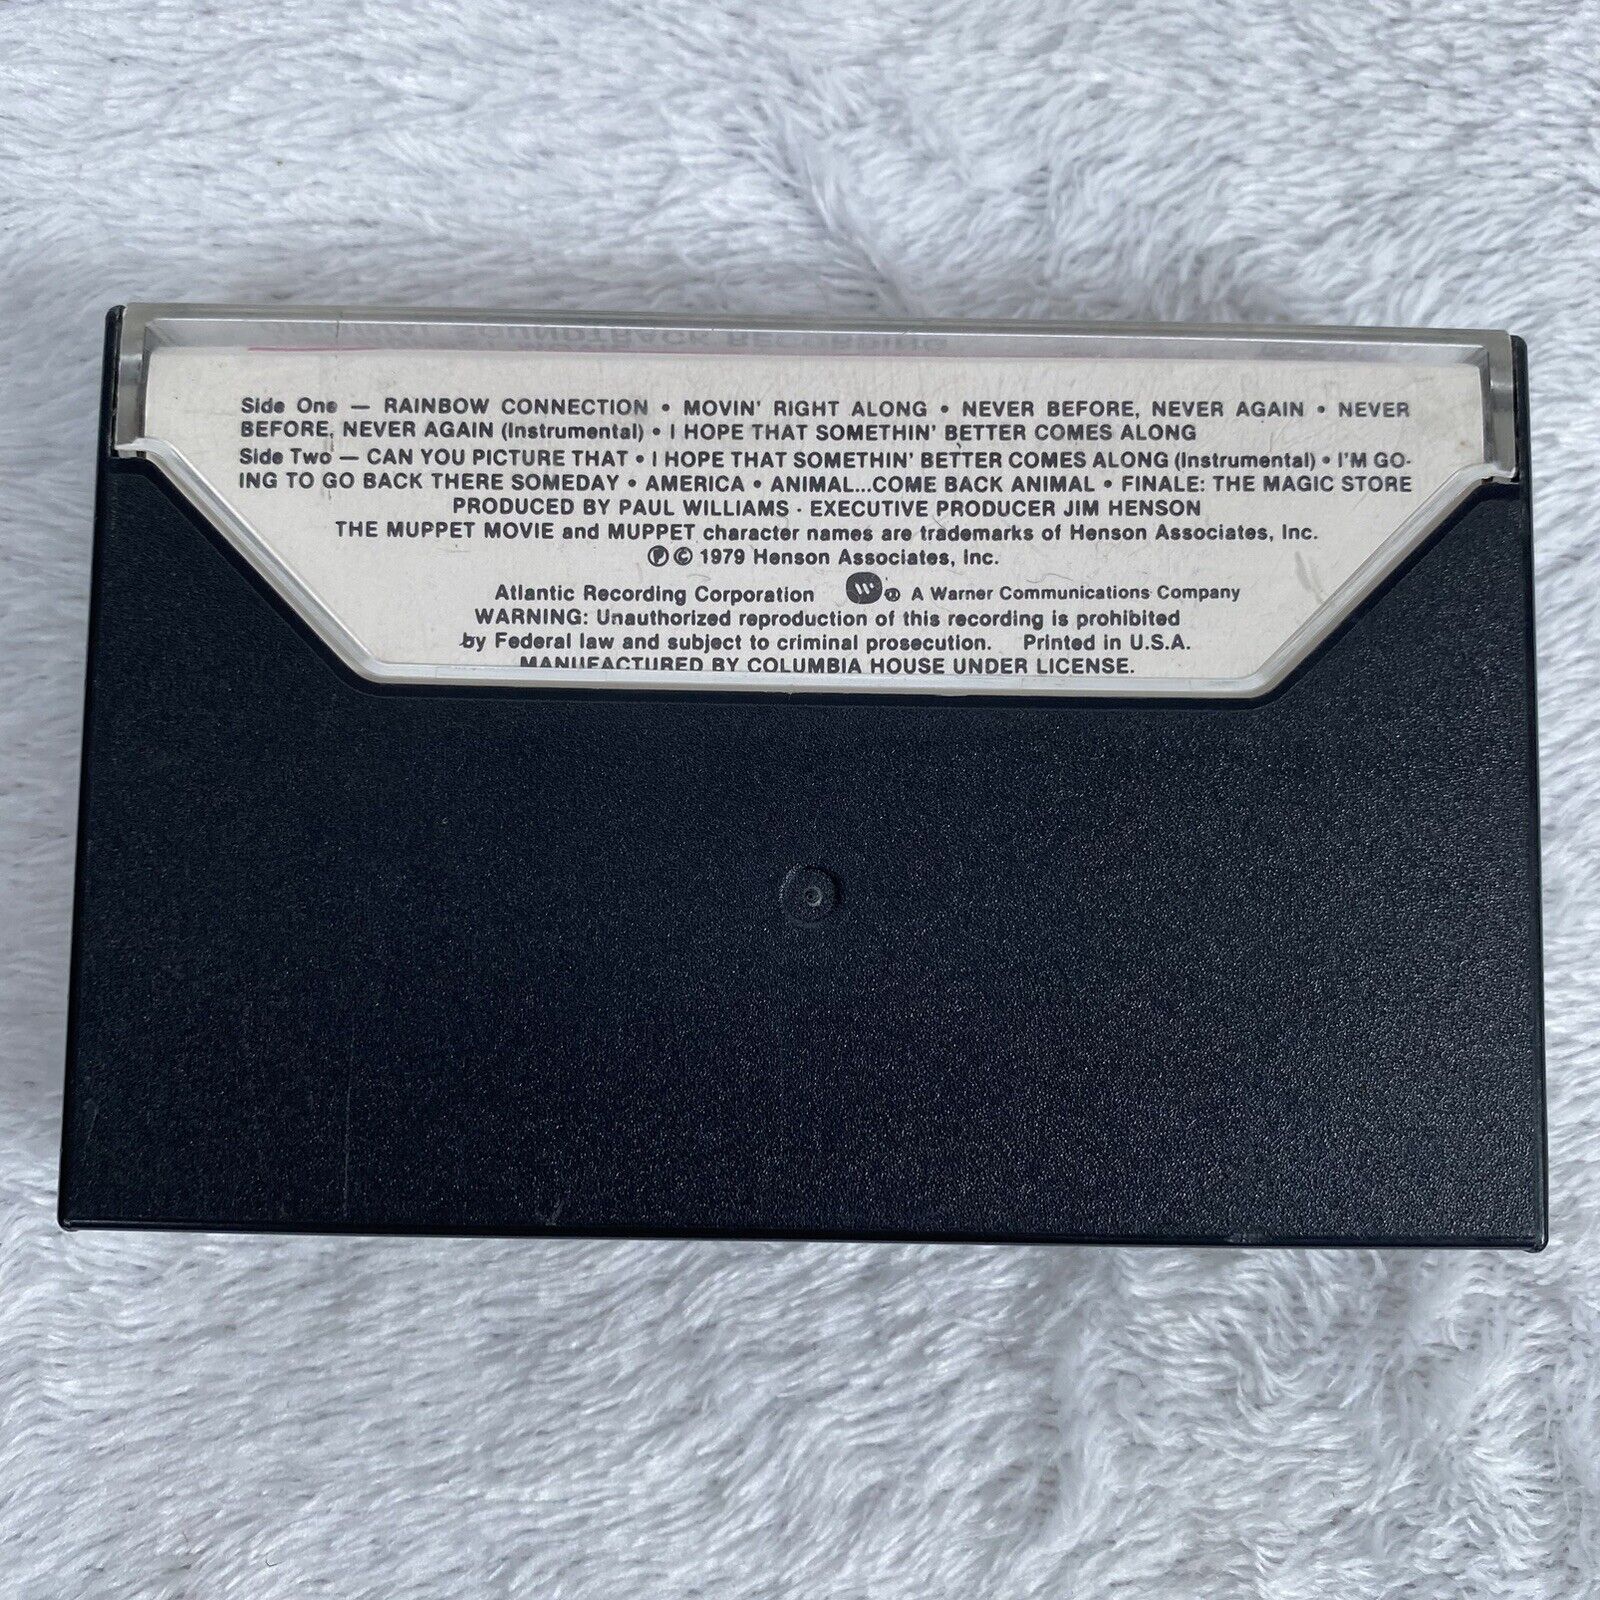 SOUNDTRACK RECORDING
Side One — RAINBOW CONNECTION • MOVIN' RIGHT ALONG • NEVER BEFORE, NEVER AGAIN • NEVER
BEFORE, NEVER AGAIN (Instrumental) • I HOPE THAT SOMETHIN' BETTER COMES ALONG
Side Two — CAN YOU PICTURE THAT • I HOPE THAT SOMETHIN' BETTER COMES ALONG (Instrumental) • I'M GO-
ING TO GO BACK THERE SOMEDAY • AMERICA • ANIMAL...COME BACK ANIMAL • FINALE: THE MAGIC STORE
PRODUCED BY PAUL WILLIAMS · EXECUTIVE PRODUCER JIM HENSON
THE MUPPET MOVIE and MUPPET character names are trademarks of Henson Associates, Inc.
℗ © 1979 Henson Associates, Inc.
Atlantic Recording Corporation W ® A Warner Communications Company
WARNING: Unauthorized reproduction of this recording is prohibited
by Federal law and subject to criminal prosecution. Printed in U.S.A.
MANUFACTURED BY COLUMBIA HOUSE UNDER LICENSE.